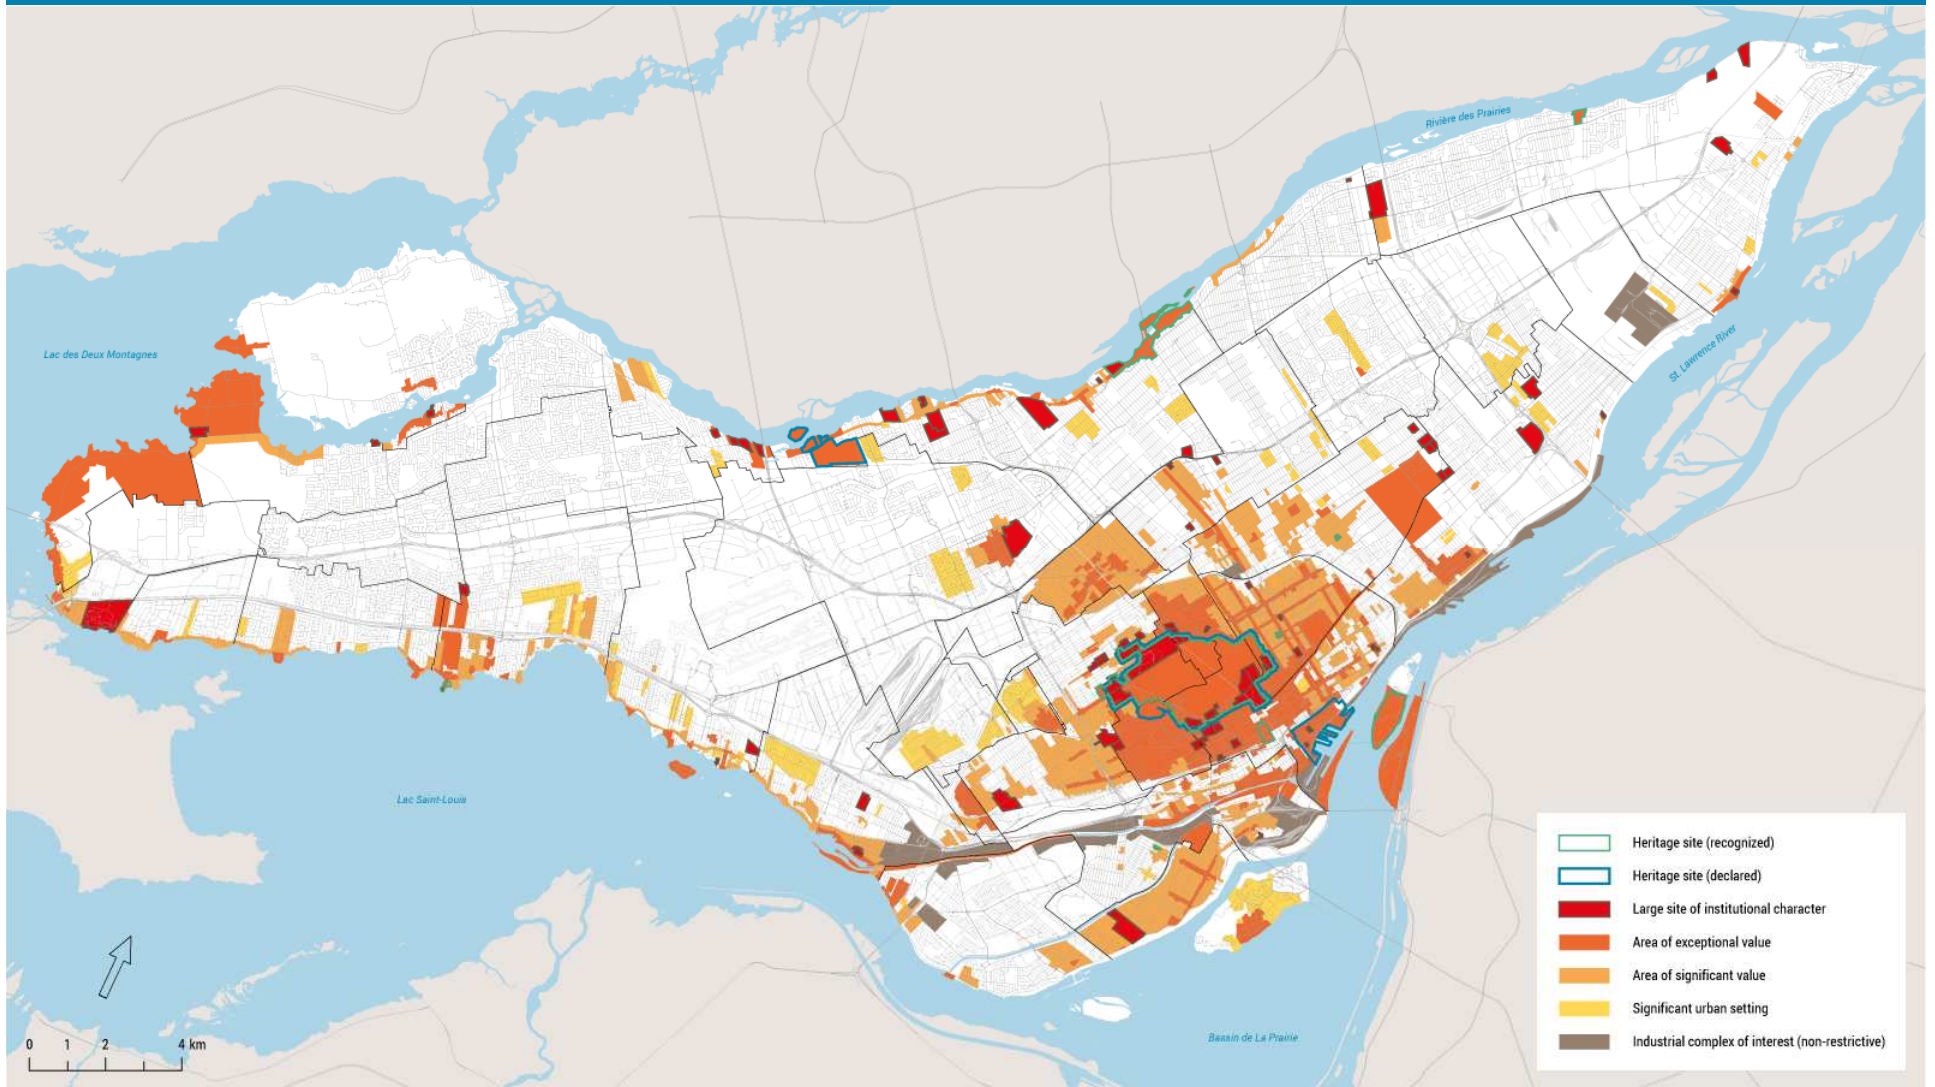 Rivière des Prairies
Lac des Deux Montagnes
St. Lawrence River
Lac Saint-Louis
Heritage site (recognized)
Heritage site (declared)
Large site of institutional character
Area of exceptional value
Area of significant value
Significant urban setting
Industrial complex of interest (non-restrictive)
Bassin de La Prairie
0 1 2 4 km